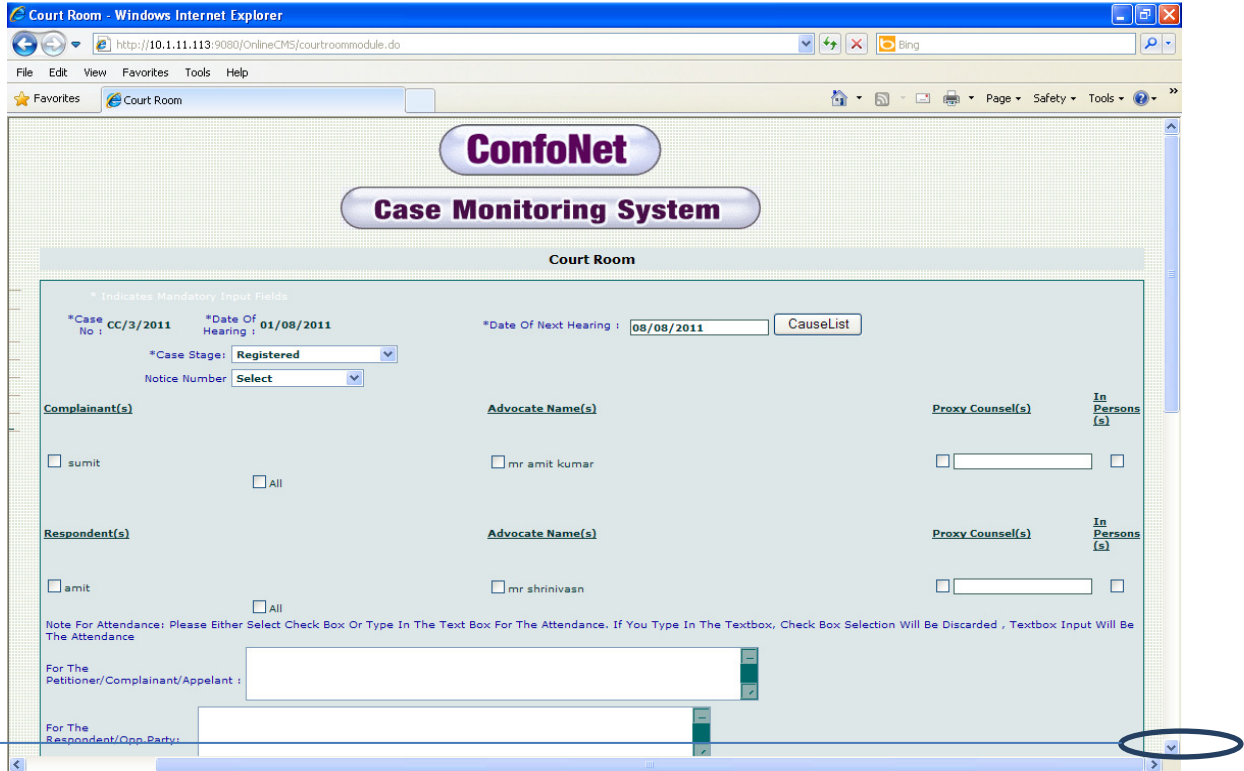 Court Room - Windows Internet Explorer
http://10.1.11.113:9080/OnlineCMS/courtroommodule.do
Bing
File Edit View Favorites Tools Help
Favorites Court Room Page Safety Tools »
ConfoNet
Case Monitoring System
Court Room
* Indicates Mandatory Input Fields
*Case No : CC/3/2011 *Date Of Hearing : 01/08/2011 *Date Of Next Hearing : 08/08/2011 CauseList
*Case Stage: Registered
Notice Number Select
Complainant(s) Advocate Name(s) Proxy Counsel(s) In Persons (s)
sumit mr amit kumar
All
Respondent(s) Advocate Name(s) Proxy Counsel(s) In Persons (s)
amit mr shrinivasn
All
Note For Attendance: Please Either Select Check Box Or Type In The Text Box For The Attendance. If You Type In The Textbox, Check Box Selection Will Be Discarded , Textbox Input Will Be
The Attendance
For The
Petitioner/Complainant/Appelant :
For The
Respondent/Opp.Party: